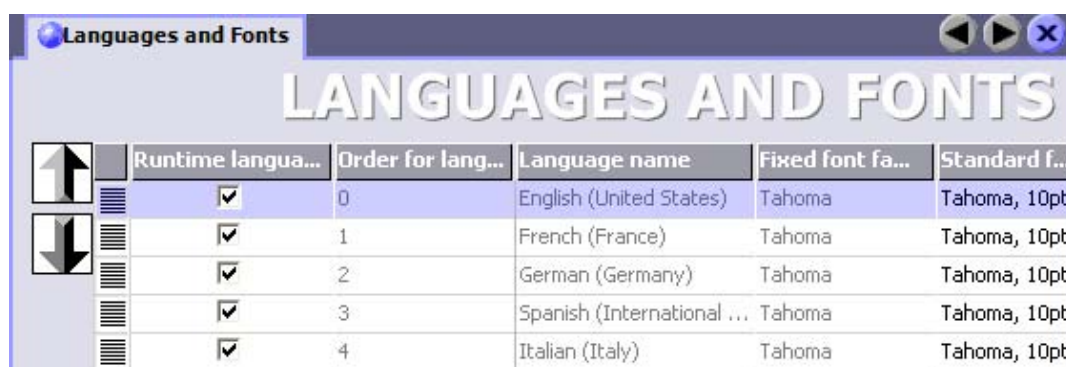 Languages and Fonts
LANGUAGES AND FONTS
Runtime langua... Order for lang... Language name Fixed font fa... Standard f...
0 English (United States) Tahoma Tahoma, 10pt
1 French (France) Tahoma Tahoma, 10pt
2 German (Germany) Tahoma Tahoma, 10pt
3 Spanish (International ... Tahoma Tahoma, 10pt
4 Italian (Italy) Tahoma Tahoma, 10pt